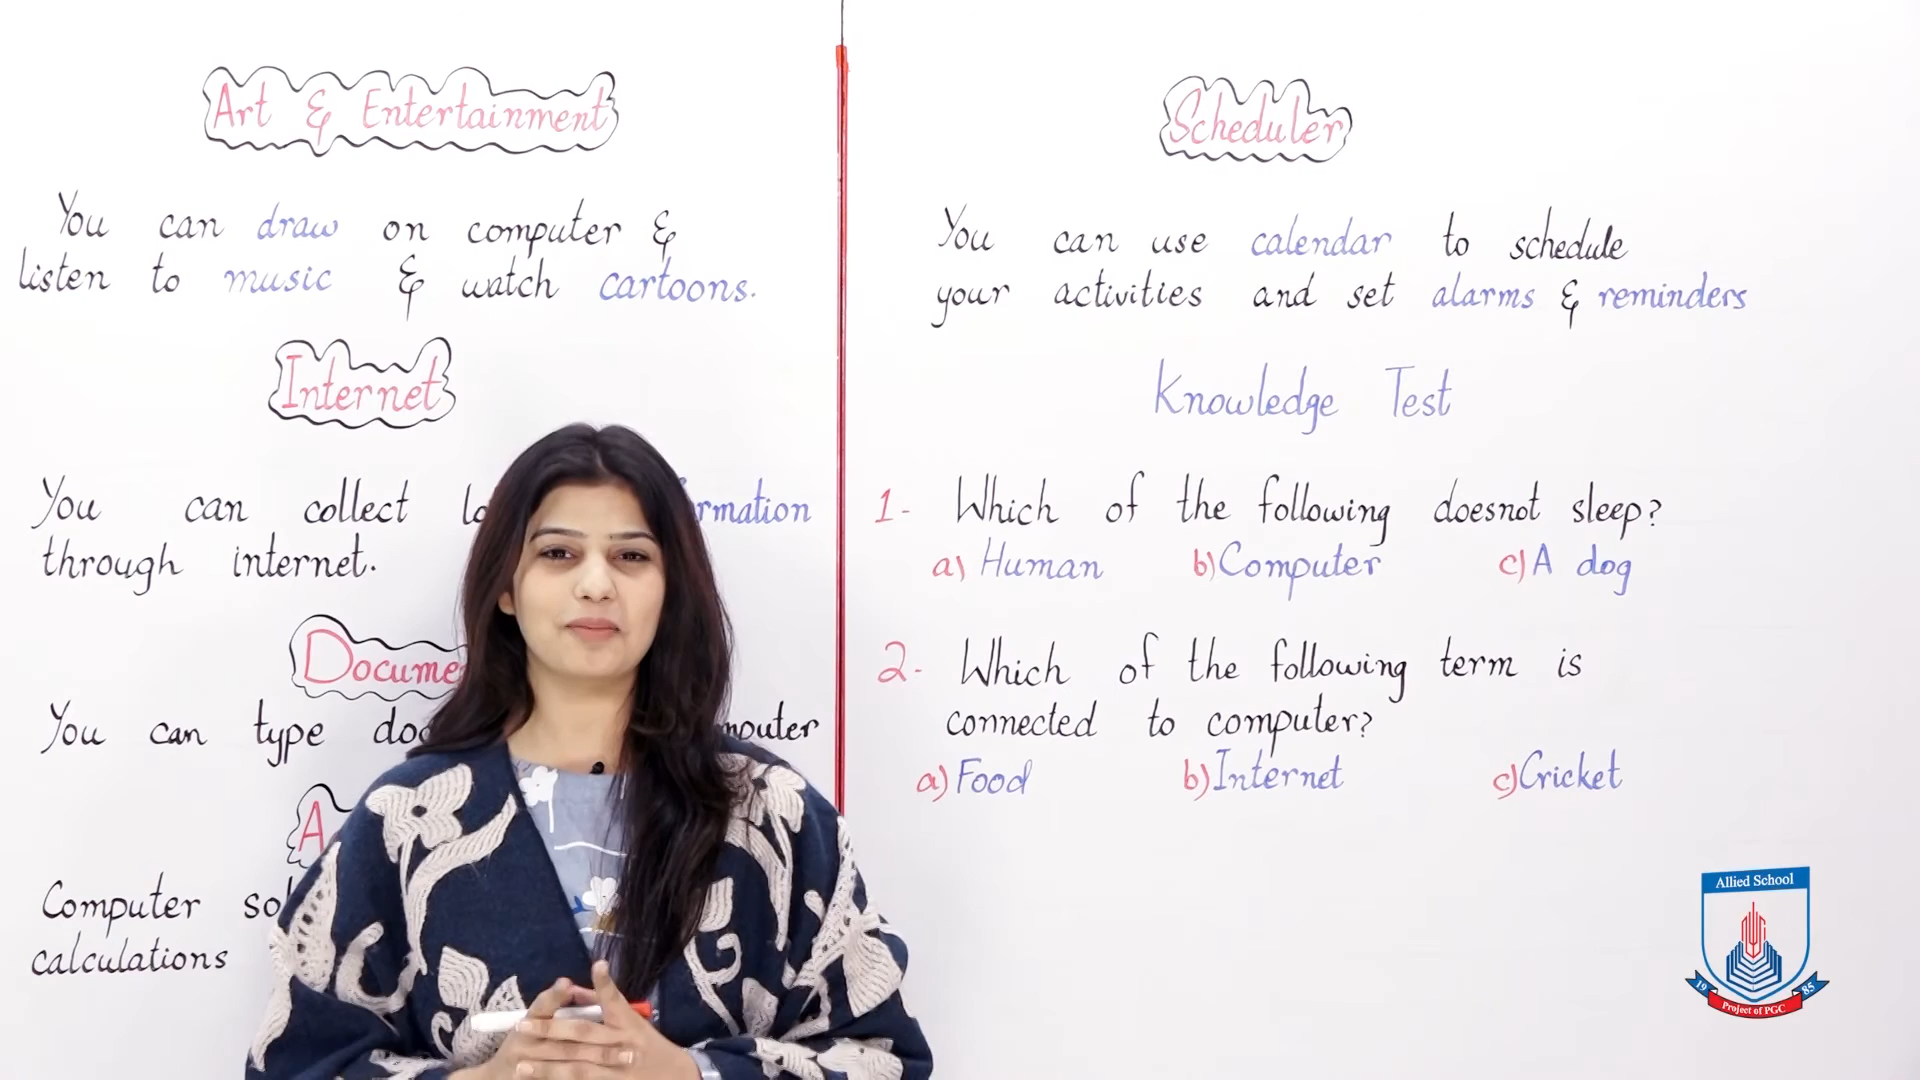 Art & Entertainment
You can draw on computer &
listen to music & watch cartoons.
Internet
You can collect
through internet.
You can type
Computer
calculations
Scheduler
You can use calendar to schedule
your activities and set alarms & reminders
Knowledge Test
1- Which of the following doesnot sleep?
a) Human b) Computer c) A dog
2- Which of the following term is
connected to computer?
a) Food b) Internet c) Cricket
Allied School
19 85
Project of PGC